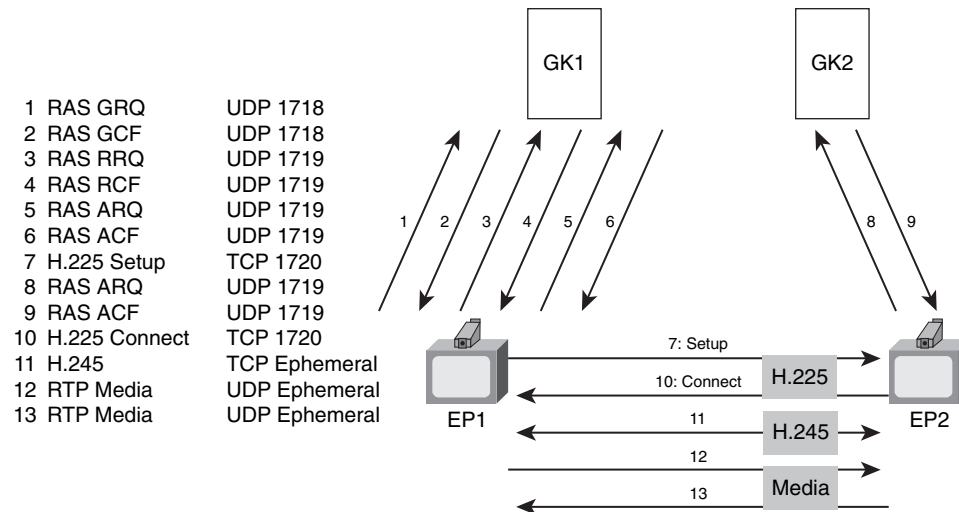 GK1
GK2
1 RAS GRQ UDP 1718
2 RAS GCF UDP 1718
3 RAS RRQ UDP 1719
4 RAS RCF UDP 1719
5 RAS ARQ UDP 1719
6 RAS ACF UDP 1719
7 H.225 Setup TCP 1720
8 RAS ARQ UDP 1719
9 RAS ACF UDP 1719
10 H.225 Connect TCP 1720
11 H.245 TCP Ephemeral
12 RTP Media UDP Ephemeral
13 RTP Media UDP Ephemeral
1
2
3
4
5
6
8
9
7: Setup
10: Connect
H.225
EP1
EP2
11
H.245
12
Media
13